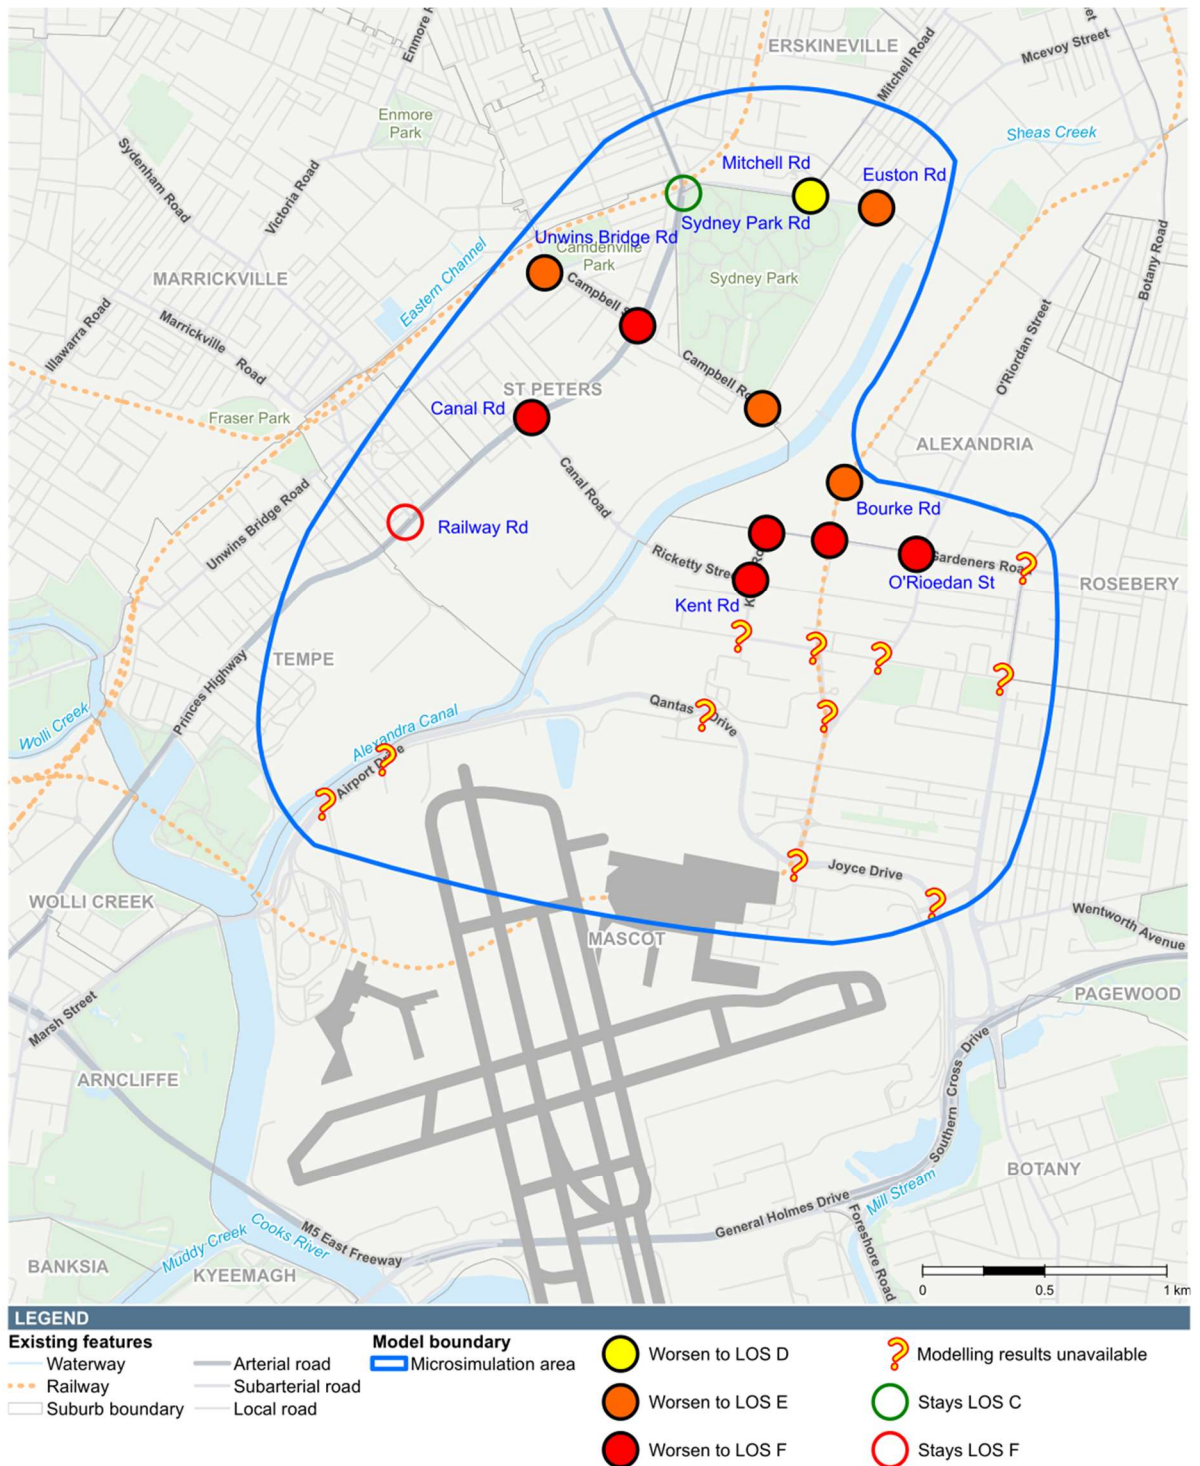 ERSKINEVILLE
Enmore R
Mitchell Road
Mcevoy Street
Enmore
Park
Sheas Creek
Sydenham Road
Victoria Road
Mitchell Rd
Euston Rd
Sydney Park Rd
Unwins Bridge Rd
Camdenville
Park
Sydney Park
Eastern Channel
MARRICKVILLE
Botany Road
Campbell S
Illawarra Road
Marrickville Road
O'Riordan Street
Campbell Ro
ST PETERS
Canal Rd
Fraser Park
ALEXANDRIA
Canal Road
Unwins Bridge Road
Bourke Rd
Railway Rd
Ricketty Stre
Gardeners Roa
O'Rioedan St
ROSEBERY
Kent Rd
TEMPE
Princes Highway
Wolli Creek
Qantas Drive
Alexandra Canal
Airport Drive
Joyce Drive
WOLLI CREEK
Wentworth Avenue
MASCOT
PAGEWOOD
Marsh Street
ARNCLIFFE
Southern Cross Drive
BOTANY
Mill Stream
General Holmes Drive
Foreshore Road
M5 East Freeway
Cooks River
Muddy Creek
BANKSIA
KYEEMAGH
0 0.5 1 km
LEGEND
Existing features
Waterway
Railway
Suburb boundary
Arterial road
Subarterial road
Local road
Model boundary
Microsimulation area
Worsen to LOS D
Worsen to LOS E
Worsen to LOS F
Modelling results unavailable
Stays LOS C
Stays LOS F